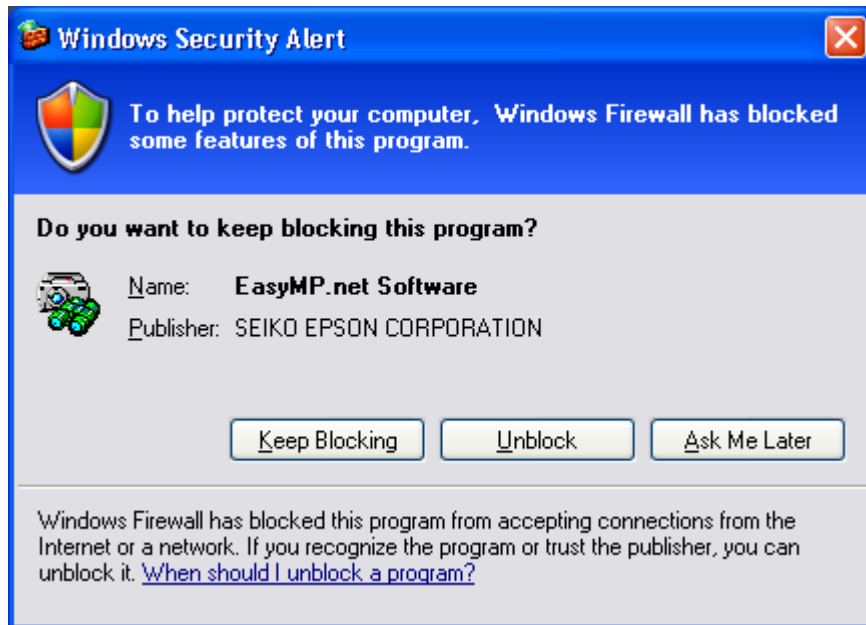 Windows Security Alert
To help protect your computer, Windows Firewall has blocked
some features of this program.
Do you want to keep blocking this program?
Name: EasyMP.net Software
Publisher: SEIKO EPSON CORPORATION
Keep Blocking Unblock Ask Me Later
Windows Firewall has blocked this program from accepting connections from the
Internet or a network. If you recognize the program or trust the publisher, you can
unblock it. When should I unblock a program?